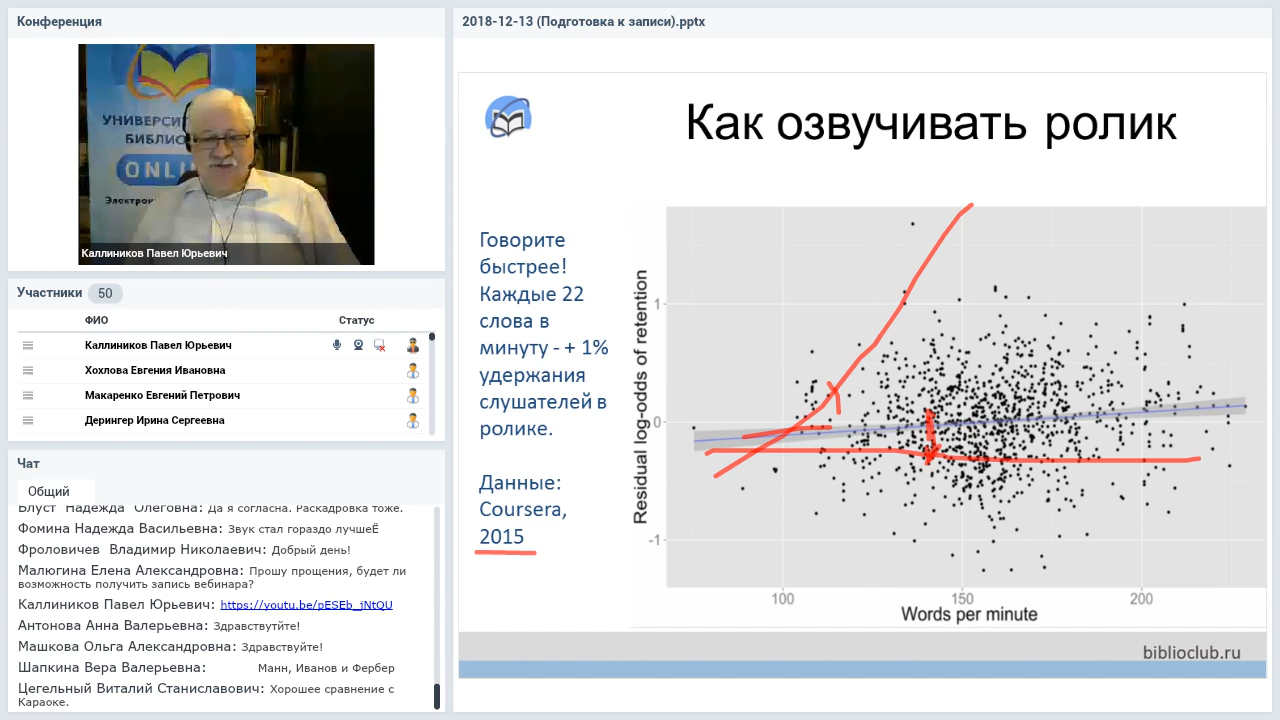 Конференция
УНИВЕРСИ
БИБЛИО
ONLI
Каллиников Павел Юрьевич
Участники 50
ФИО Статус
Каллиников Павел Юрьевич
Хохлова Евгения Ивановна
Макаренко Евгений Петрович
Дерингер Ирина Сергеевна
Чат
Общий
Блуст Надежда Олеговна: Да я согласна. Раскадровка тоже.
Фомина Надежда Васильевна: Звук стал гораздо лучшеЁ
Фроловичев Владимир Николаевич: Добрый день!
Малюгина Елена Александровна: Прошу прощения, будет ли
возможность получить запись вебинара?
Каллиников Павел Юрьевич: https://youtu.be/pESEb_jNtQU
Антонова Анна Валерьевна: Здравствутйте!
Машкова Ольга Александровна: Здравствуйте!
Шапкина Вера Валерьевна: Манн, Иванов и Фербер
Цегельный Виталий Станиславович: Хорошее сравнение с
Караоке.
2018-12-13 (Подготовка к записи).pptx
Как озвучивать ролик
Говорите
быстрее!
Каждые 22
слова в
минуту - + 1%
удержания
слушателей в
ролике.
Данные:
Coursera,
2015
Residual log-odds of retention
1
0
-1
100 150 200
Words per minute
biblioclub.ru